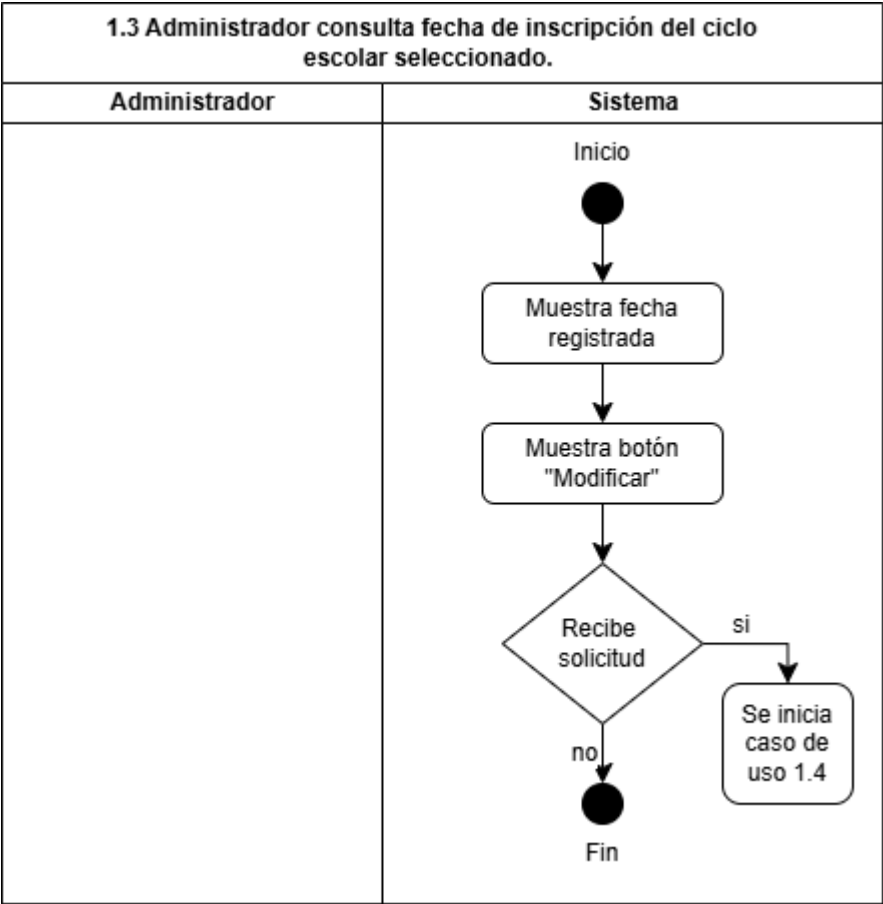 1.3 Administrador consulta fecha de inscripción del ciclo
escolar seleccionado.
Administrador
Sistema
Inicio
Muestra fecha
registrada
Muestra botón
"Modificar"
Recibe
solicitud
si
Se inicia
caso de
uso 1.4
no
Fin